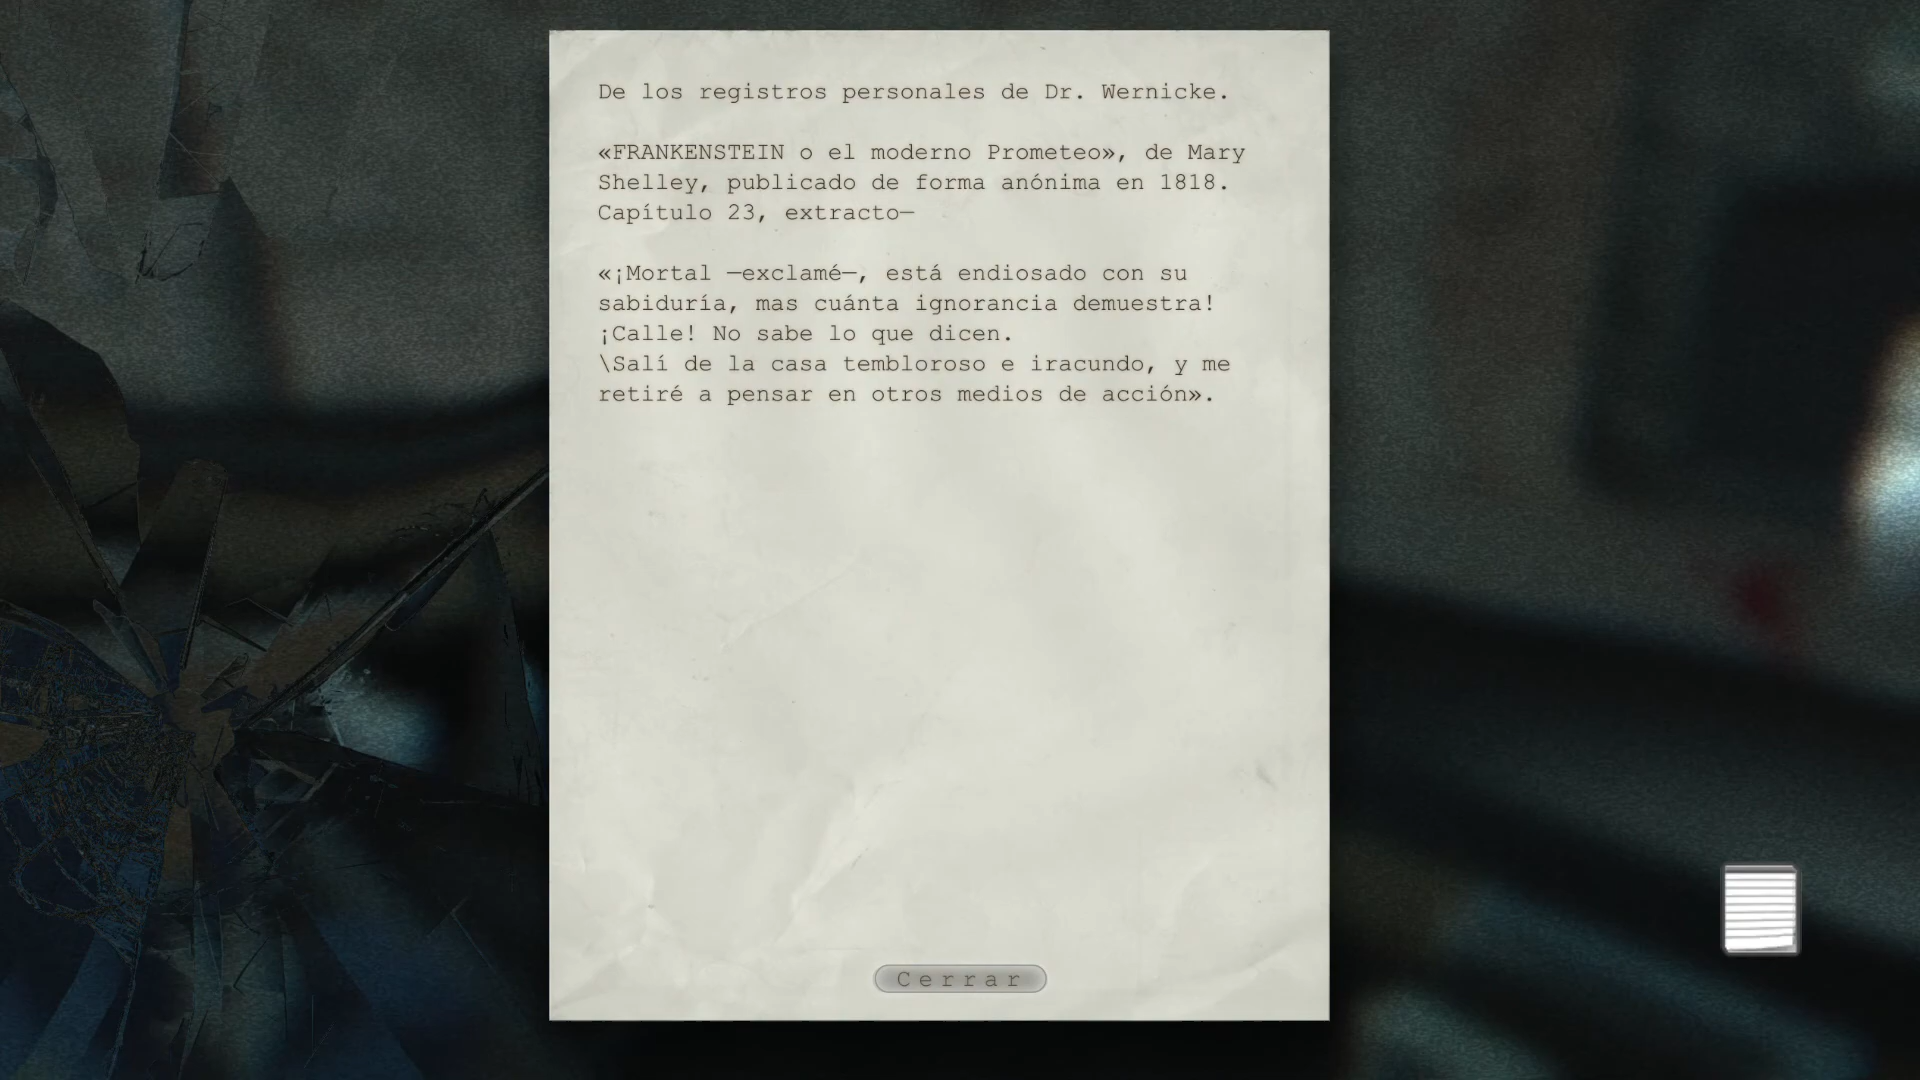 De los registros personales de Dr. Wernicke.
«FRANKENSTEIN o el moderno Prometeo», de Mary
Shelley, publicado de forma anónima en 1818.
Capítulo 23, extracto—
«¡Mortal —exclamé—, está endiosado con su
sabiduría, mas cuánta ignorancia demuestra!
¡Calle! No sabe lo que dicen.
\Salí de la casa tembloroso e iracundo, y me
retiré a pensar en otros medios de acción».
Cerrar